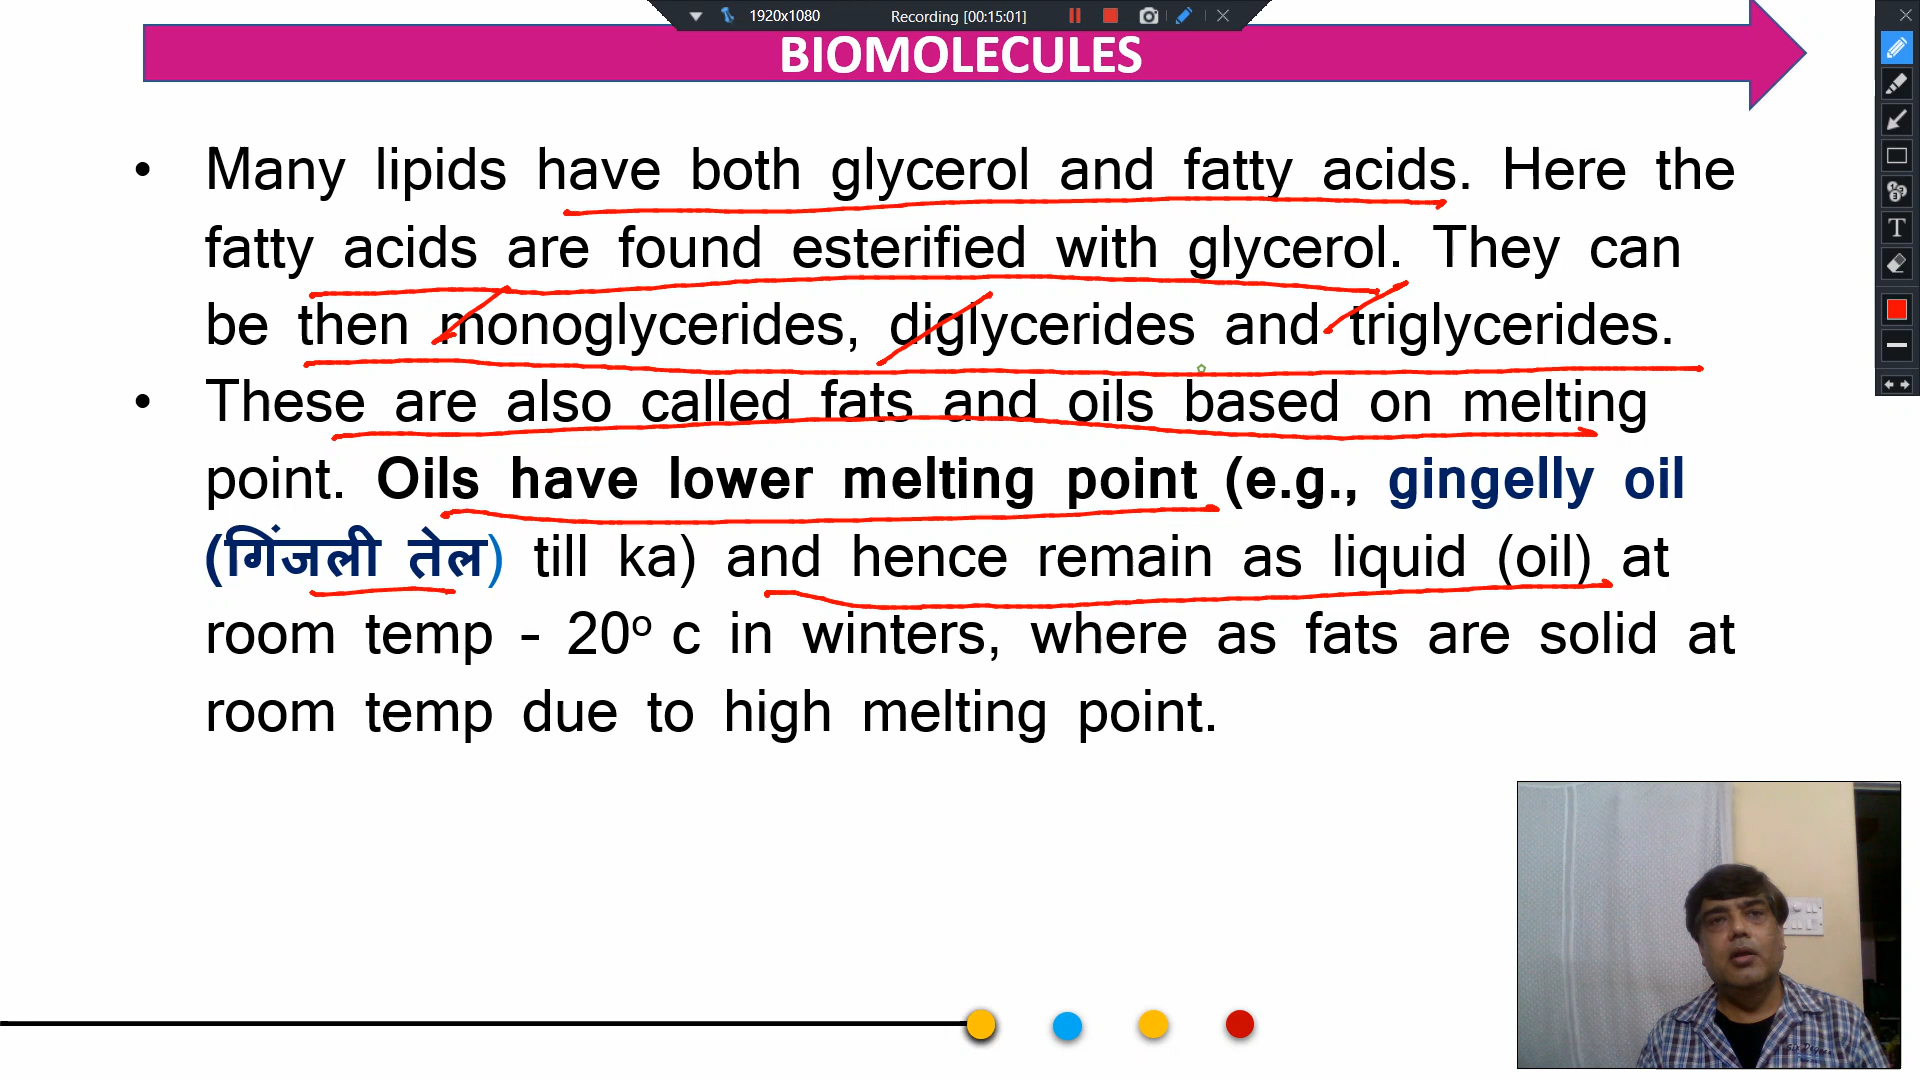 1920x1080
Recording [00:15:01]
BIOMOLECULES
• Many lipids have both glycerol and fatty acids. Here the
fatty acids are found esterified with glycerol. They can
be then monoglycerides, diglycerides and triglycerides.
• These are also called fats and oils based on melting
point. Oils have lower melting point (e.g., gingelly oil
(गिंजली तेल) till ka) and hence remain as liquid (oil) at
room temp – 20º c in winters, where as fats are solid at
room temp due to high melting point.